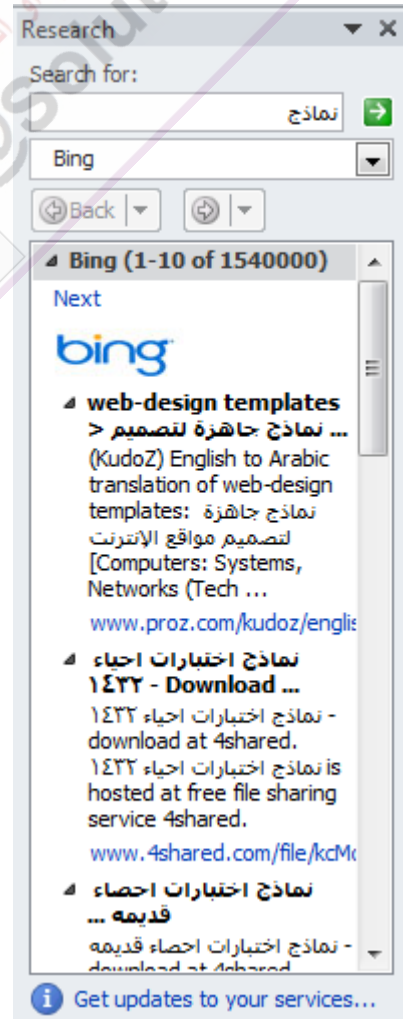 Research
Search for:
نماذج
Bing
Back
Bing (1-10 of 1540000)
Next
bing
web-design templates
< نماذج جاهزة لتصميم ...
(KudoZ) English to Arabic
translation of web-design
templates: نماذج جاهزة
لتصميم مواقع الإنترنت
[Computers: Systems,
Networks (Tech ...
www.proz.com/kudoz/englis
نماذج اختبارات احياء
١٤٣٢ - Download ...
نماذج اختبارات احياء ١٤٣٢ -
download at 4shared.
نماذج اختبارات احياء ١٤٣٢ is
hosted at free file sharing
service 4shared.
www.4shared.com/file/kcMc
نماذج اختبارات احصاء
قديمه ...
نماذج اختبارات احصاء قديمه -
download at 4shared
Get updates to your services...